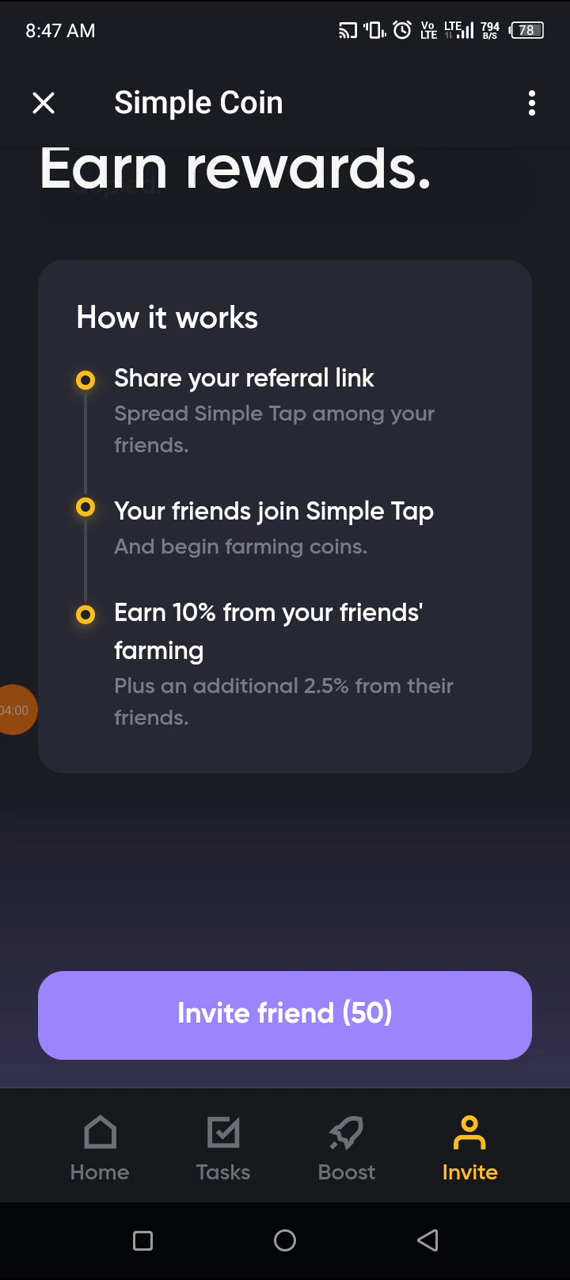 8:47 AM
Vo LTE LTE 794 B/S 78
Simple Coin
Earn rewards.
How it works
Share your referral link
Spread Simple Tap among your
friends.
Your friends join Simple Tap
And begin farming coins.
Earn 10% from your friends'
farming
Plus an additional 2.5% from their
friends.
04:00
Invite friend (50)
Home Tasks Boost Invite